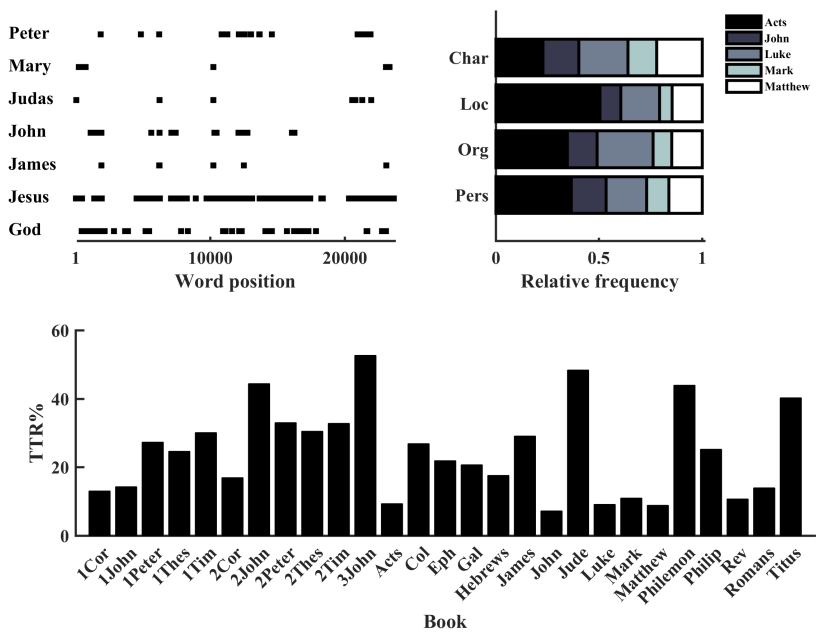 Peter
Mary
Judas
John
James
Jesus
God
1 10000 20000
Word position
Char
Loc
Org
Pers
0 0.5 1
Relative frequency
Acts
John
Luke
Mark
Matthew
TTR%
60
40
20
0
1Cor 1John 1Peter 1Thes 1Tim 2Cor 2John 2Peter 2Thes 2Tim 3John Acts Col Eph Gal Hebrews James John Jude Luke Mark Matthew Philemon Philip Rev Romans Titus
Book